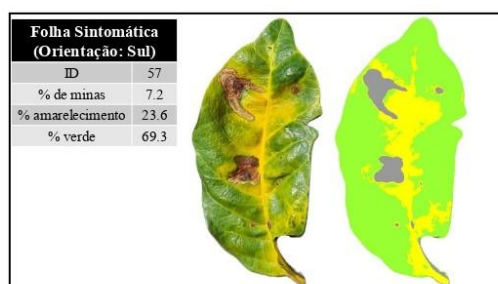 Folha Sintomática
(Orientação: Sul)
ID 57
% de minas 7.2
% amarelecimento 23.6
% verde 69.3